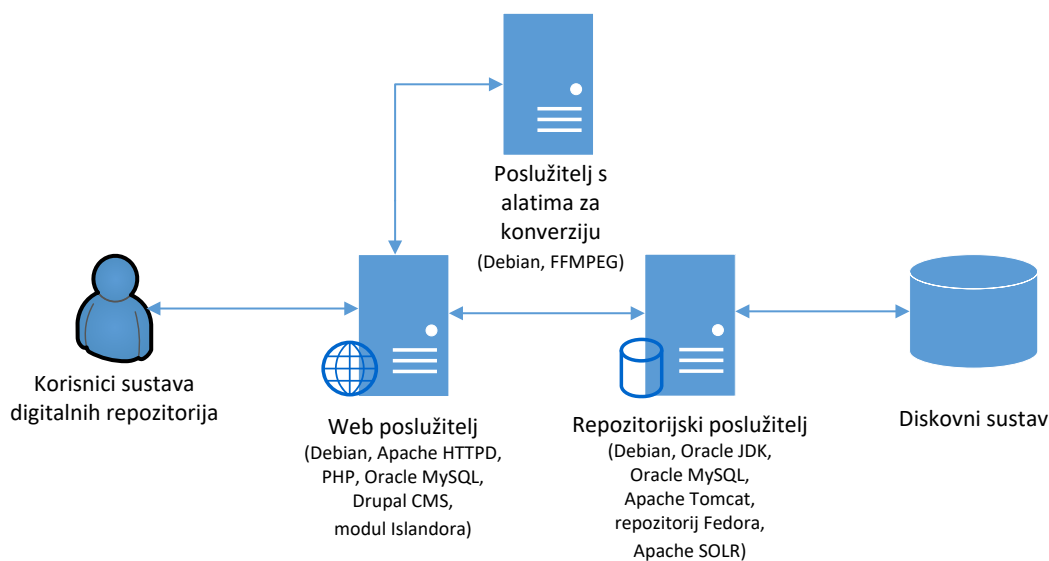 Poslužitelj s
alatima za
konverziju
(Debian, FFMPEG)
Korisnici sustava
digitalnih repozitorija
Web poslužitelj
(Debian, Apache HTTPD,
PHP, Oracle MySQL,
Drupal CMS,
modul Islandora)
Repozitorijski poslužitelj
(Debian, Oracle JDK,
Oracle MySQL,
Apache Tomcat,
repozitorij Fedora,
Apache SOLR)
Diskovni sustav